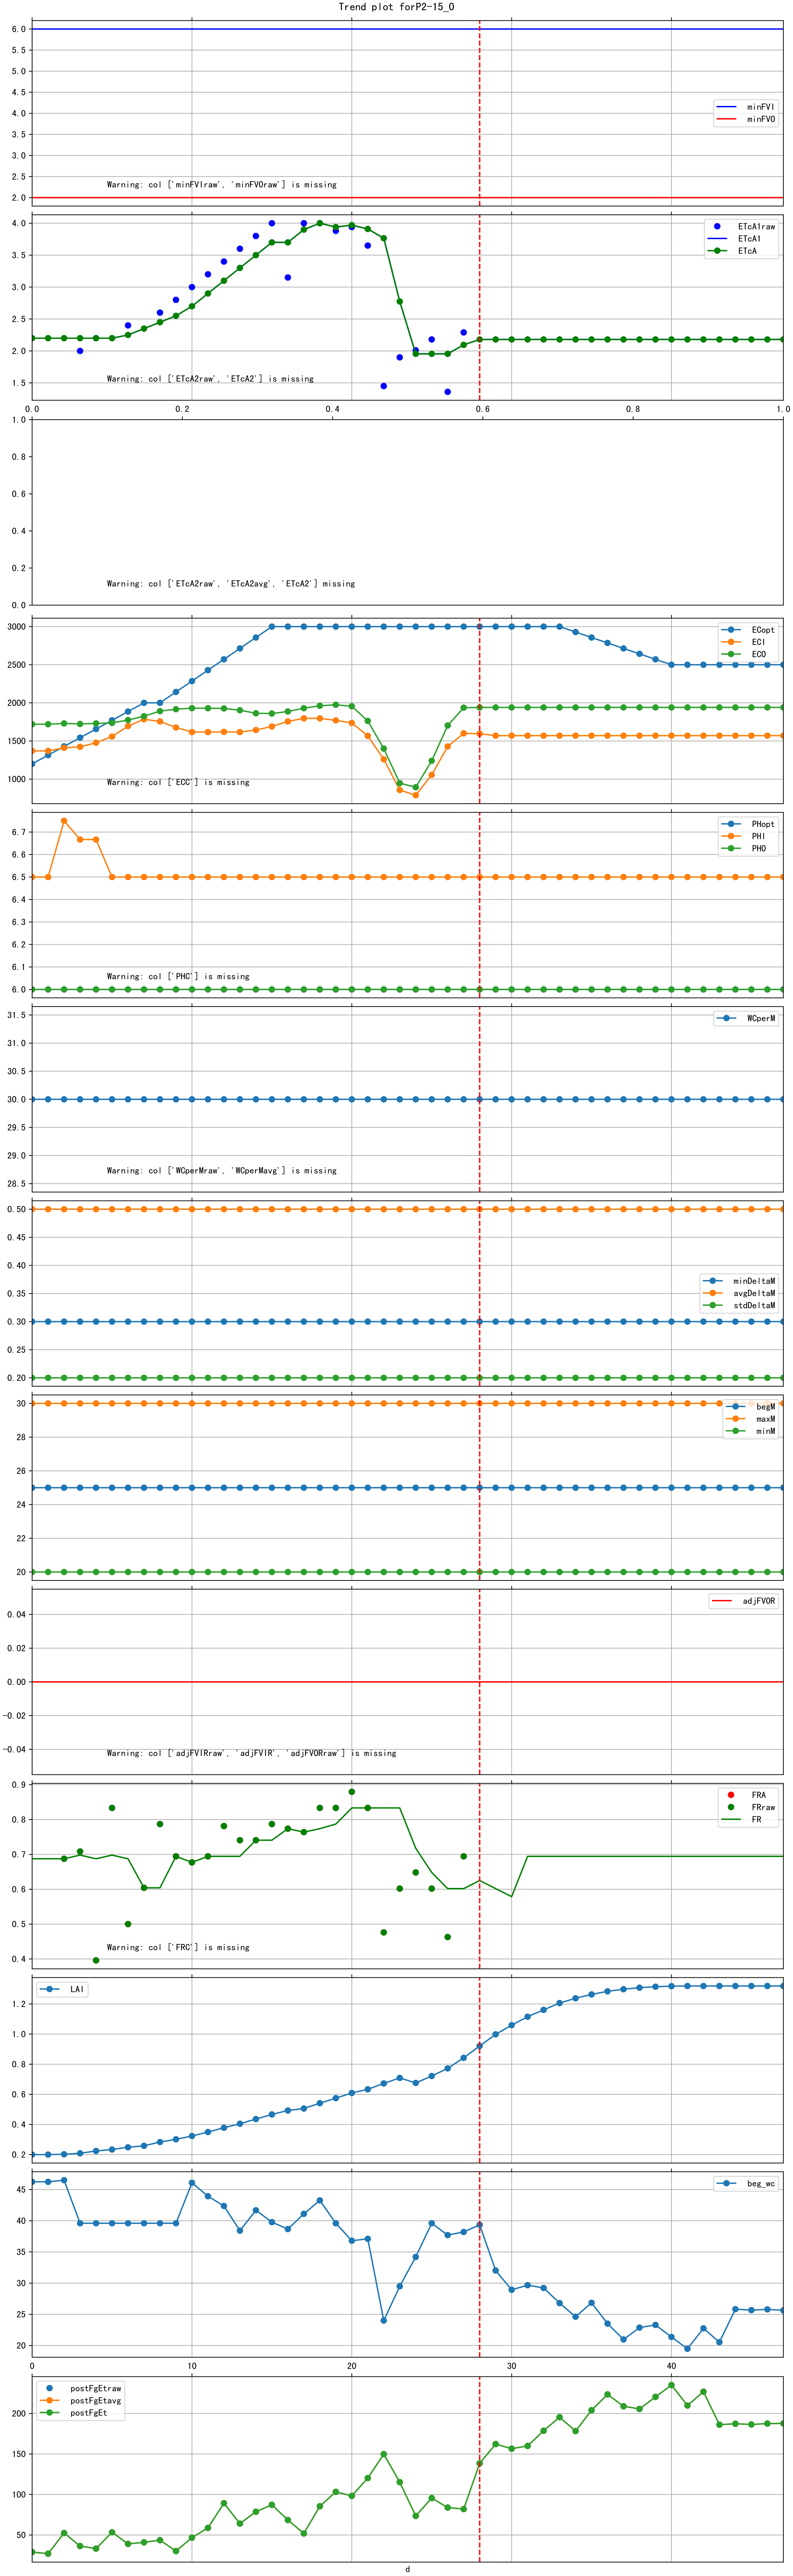 Trend plot forP2-15_0
6.0
5.5
5.0
4.5
4.0
3.5
3.0
2.5
2.0
minFVI
minFVO
Warning: col ['minFVIraw', 'minFVOraw'] is missing
4.0
3.5
3.0
2.5
2.0
1.5
ETcA1raw
ETcA1
ETcA
Warning: col ['ETcA2raw', 'ETcA2'] is missing
0.0 0.2 0.4 0.6 0.8 1.0
1.0
0.8
0.6
0.4
0.2
0.0
Warning: col ['ETcA2raw', 'ETcA2avg', 'ETcA2'] missing
3000
2500
2000
1500
1000
ECopt
ECI
ECO
Warning: col ['ECC'] is missing
6.7
6.6
6.5
6.4
6.3
6.2
6.1
6.0
PHopt
PHI
PHO
Warning: col ['PHC'] is missing
31.5
31.0
30.5
30.0
29.5
29.0
28.5
WCperM
Warning: col ['WCperMraw', 'WCperMavg'] is missing
0.50
0.45
0.40
0.35
0.30
0.25
0.20
minDeltaM
avgDeltaM
stdDeltaM
30
28
26
24
22
20
begM
maxM
minM
0.04
0.02
0.00
−0.02
−0.04
adjFVOR
Warning: col ['adjFVIRraw', 'adjFVIR', 'adjFVORraw'] is missing
0.9
0.8
0.7
0.6
0.5
0.4
FRA
FRraw
FR
Warning: col ['FRC'] is missing
1.2
1.0
0.8
0.6
0.4
0.2
LAI
45
40
35
30
25
20
beg_wc
0 10 20 30 40
200
150
100
50
postFgEtraw
postFgEtavg
postFgEt
d